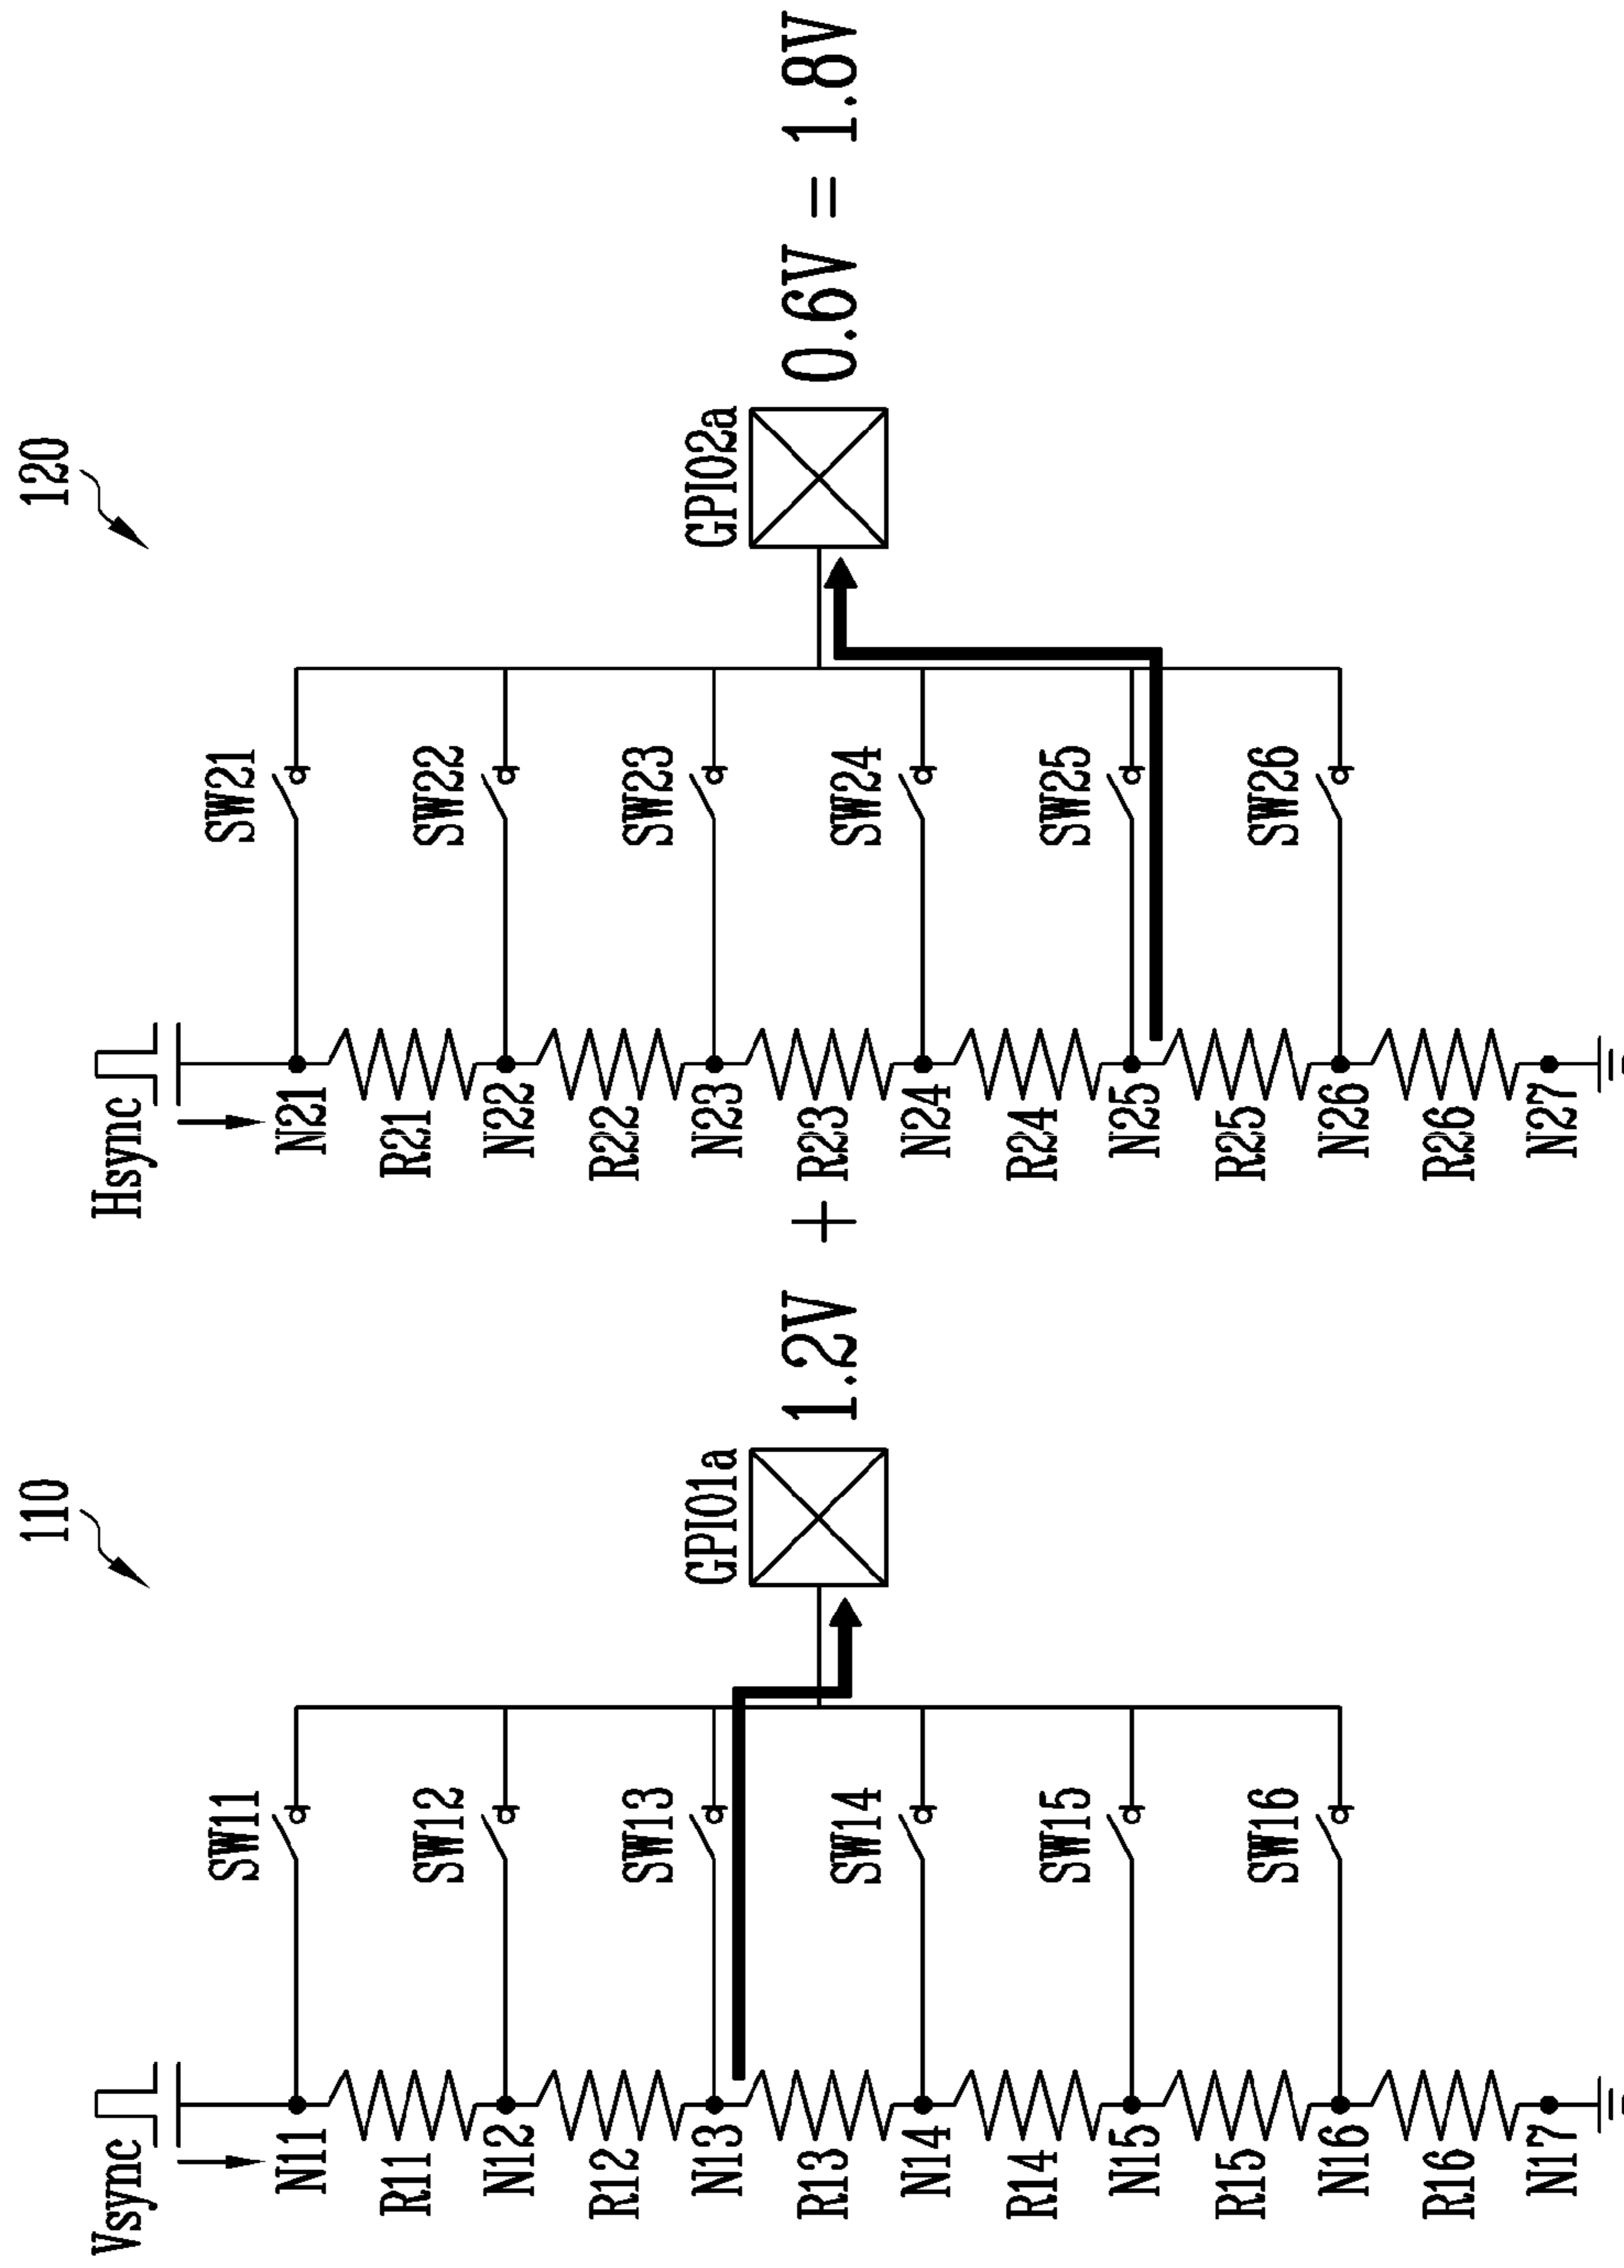 110
Vsync
N11
SW11
R11
N12
SW12
R12
N13
SW13
GPIO1a
1.2V + 0.6V = 1.8V
R13
N14
SW14
R14
N15
SW15
R15
N16
SW16
R16
N17
120
Hsync
N21
SW21
R21
N22
SW22
R22
N23
SW23
GPIO2a
R23
N24
SW24
R24
N25
SW25
R25
N26
SW26
R26
N27